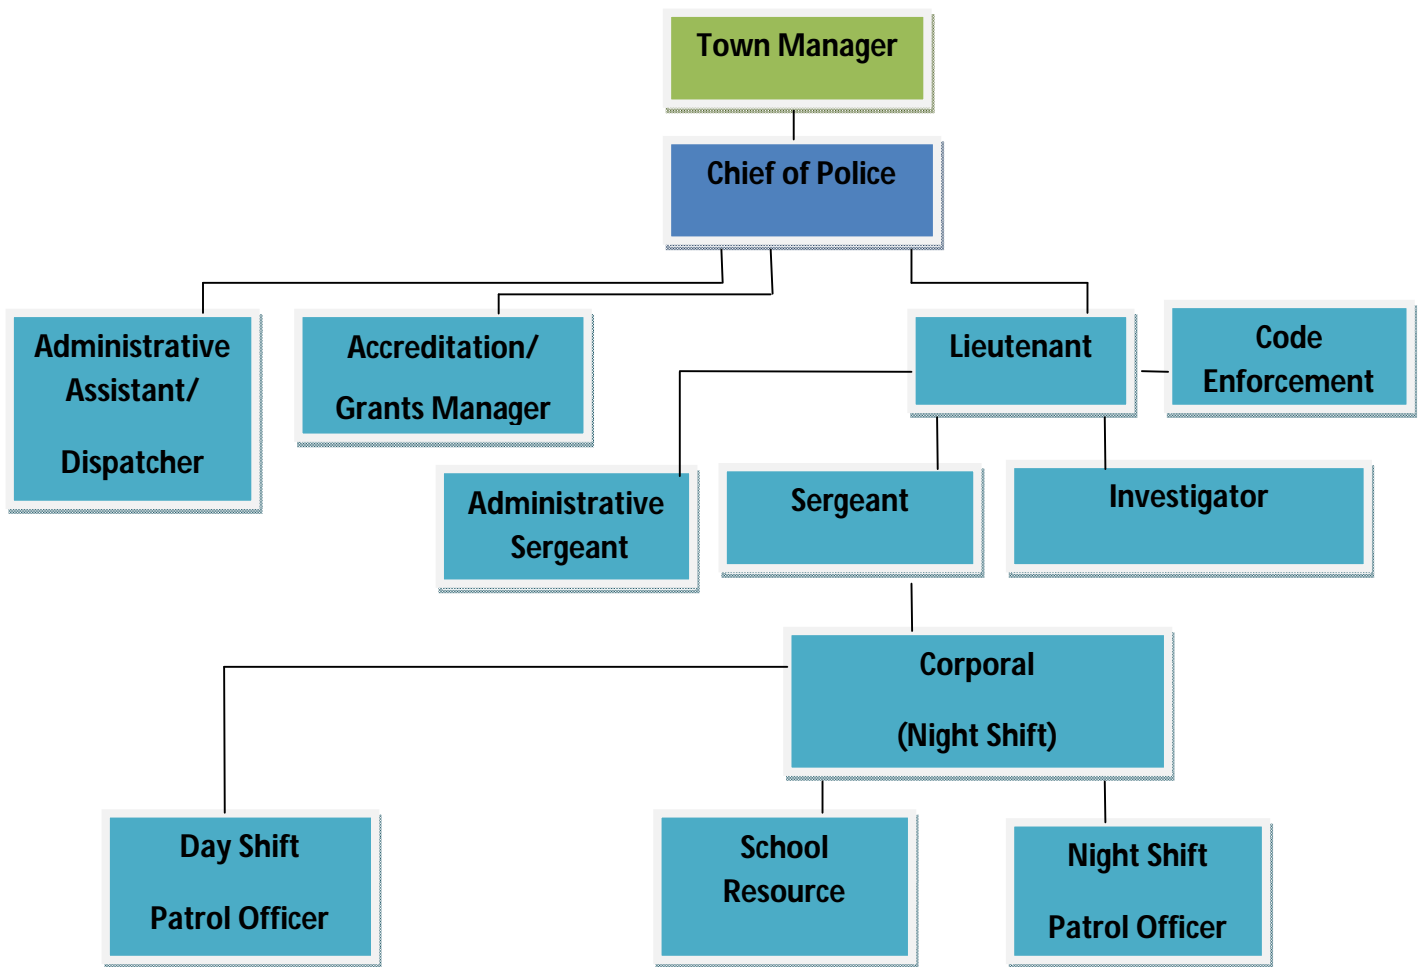 Town Manager
Chief of Police
Administrative
Assistant/
Dispatcher
Accreditation/
Grants Manager
Lieutenant
Code
Enforcement
Administrative
Sergeant
Sergeant
Investigator
Corporal
(Night Shift)
Day Shift
Patrol Officer
School
Resource
Night Shift
Patrol Officer